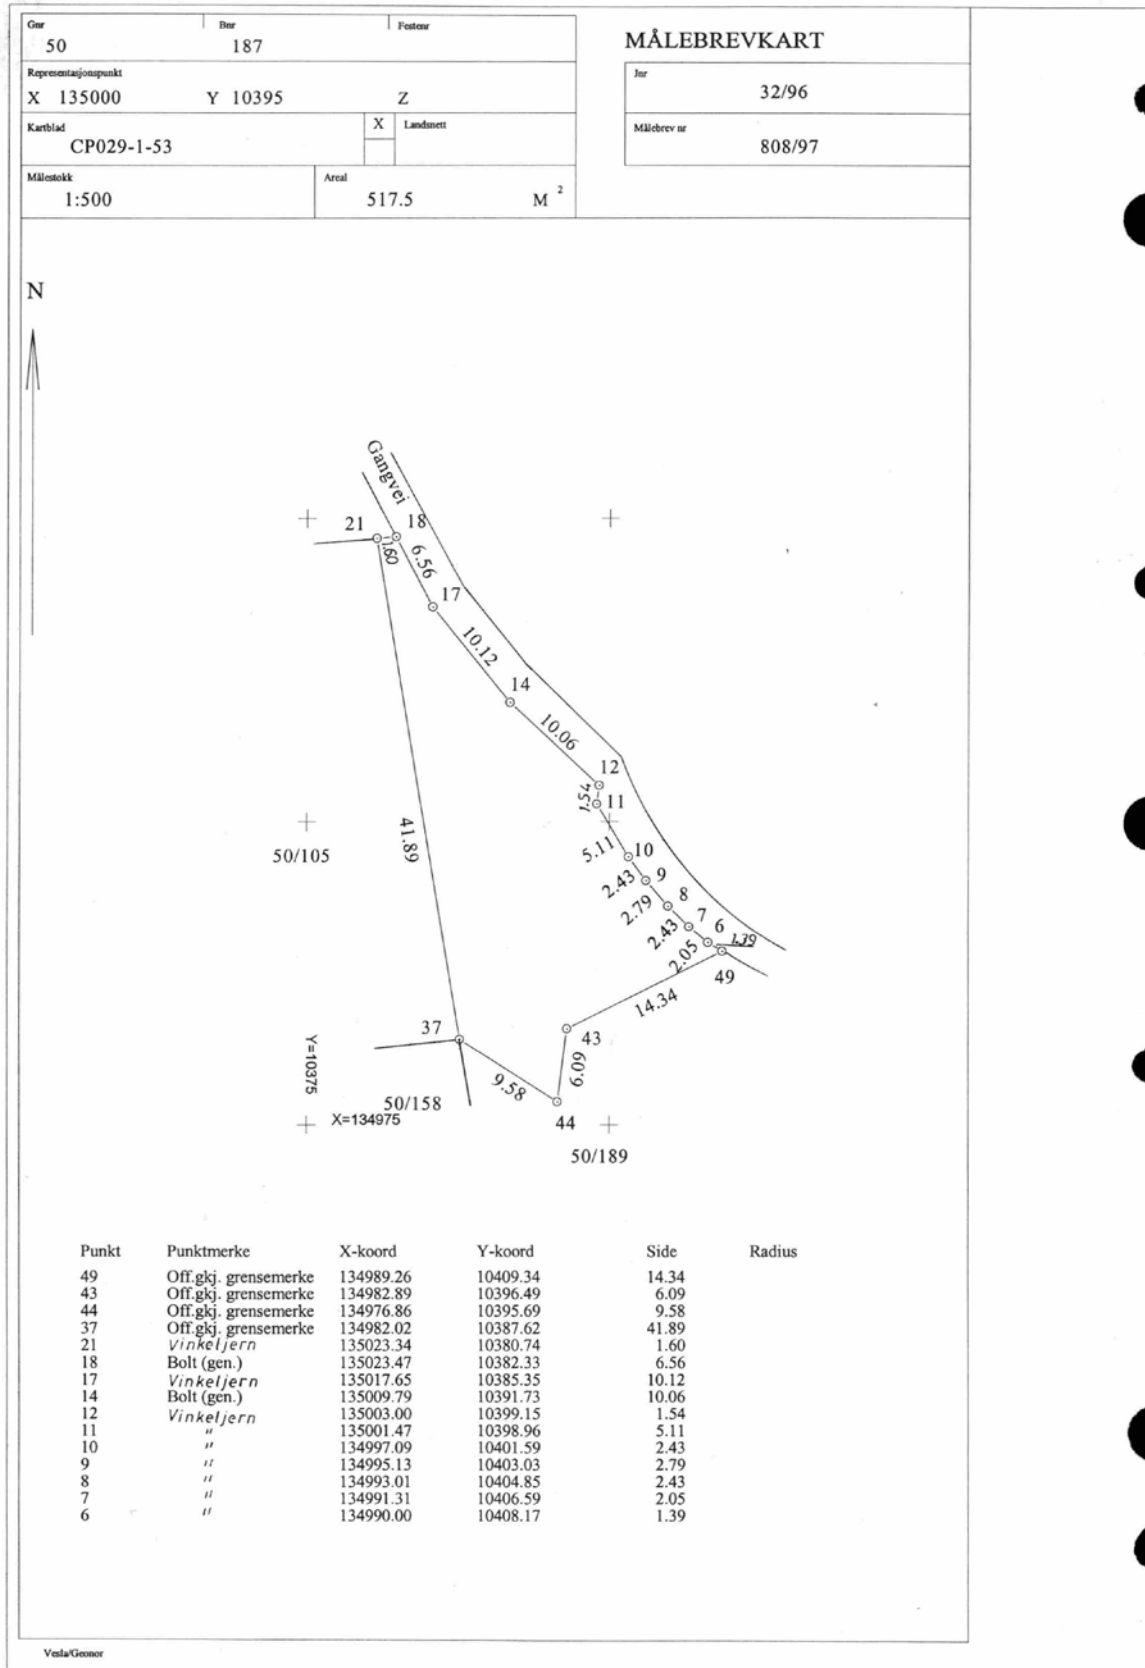 Gnr Bnr Festenr
50 187
MÅLEBREVKART
Representasjonspunkt
X 135000 Y 10395 Z
Jnr
32/96
Kartblad X Landsnett
CP029-1-53
Målebrev nr
808/97
Målestokk Areal
1:500 517.5 M 2
N
Gangvei
21 18
1.60
6.56
17
10.12
14
10.06
12
1.54
11
41.89
50/105
5.11
10
2.43
9
2.79
8
2.43
7
2.05
6
1.39
49
14.34
37
43
6.09
9.58
Y=10375
50/158
X=134975
44
50/189
Punkt Punktmerke X-koord Y-koord Side Radius
49 Off.gkj. grensemerke 134989.26 10409.34 14.34
43 Off.gkj. grensemerke 134982.89 10396.49 6.09
44 Off.gkj. grensemerke 134976.86 10395.69 9.58
37 Off.gkj. grensemerke 134982.02 10387.62 41.89
21 Vinkeljern 135023.34 10380.74 1.60
18 Bolt (gen.) 135023.47 10382.33 6.56
17 Vinkeljern 135017.65 10385.35 10.12
14 Bolt (gen.) 135009.79 10391.73 10.06
12 Vinkeljern 135003.00 10399.15 1.54
11 " 135001.47 10398.96 5.11
10 " 134997.09 10401.59 2.43
9 " 134995.13 10403.03 2.79
8 " 134993.01 10404.85 2.43
7 " 134991.31 10406.59 2.05
6 " 134990.00 10408.17 1.39
Vesla/Geonor